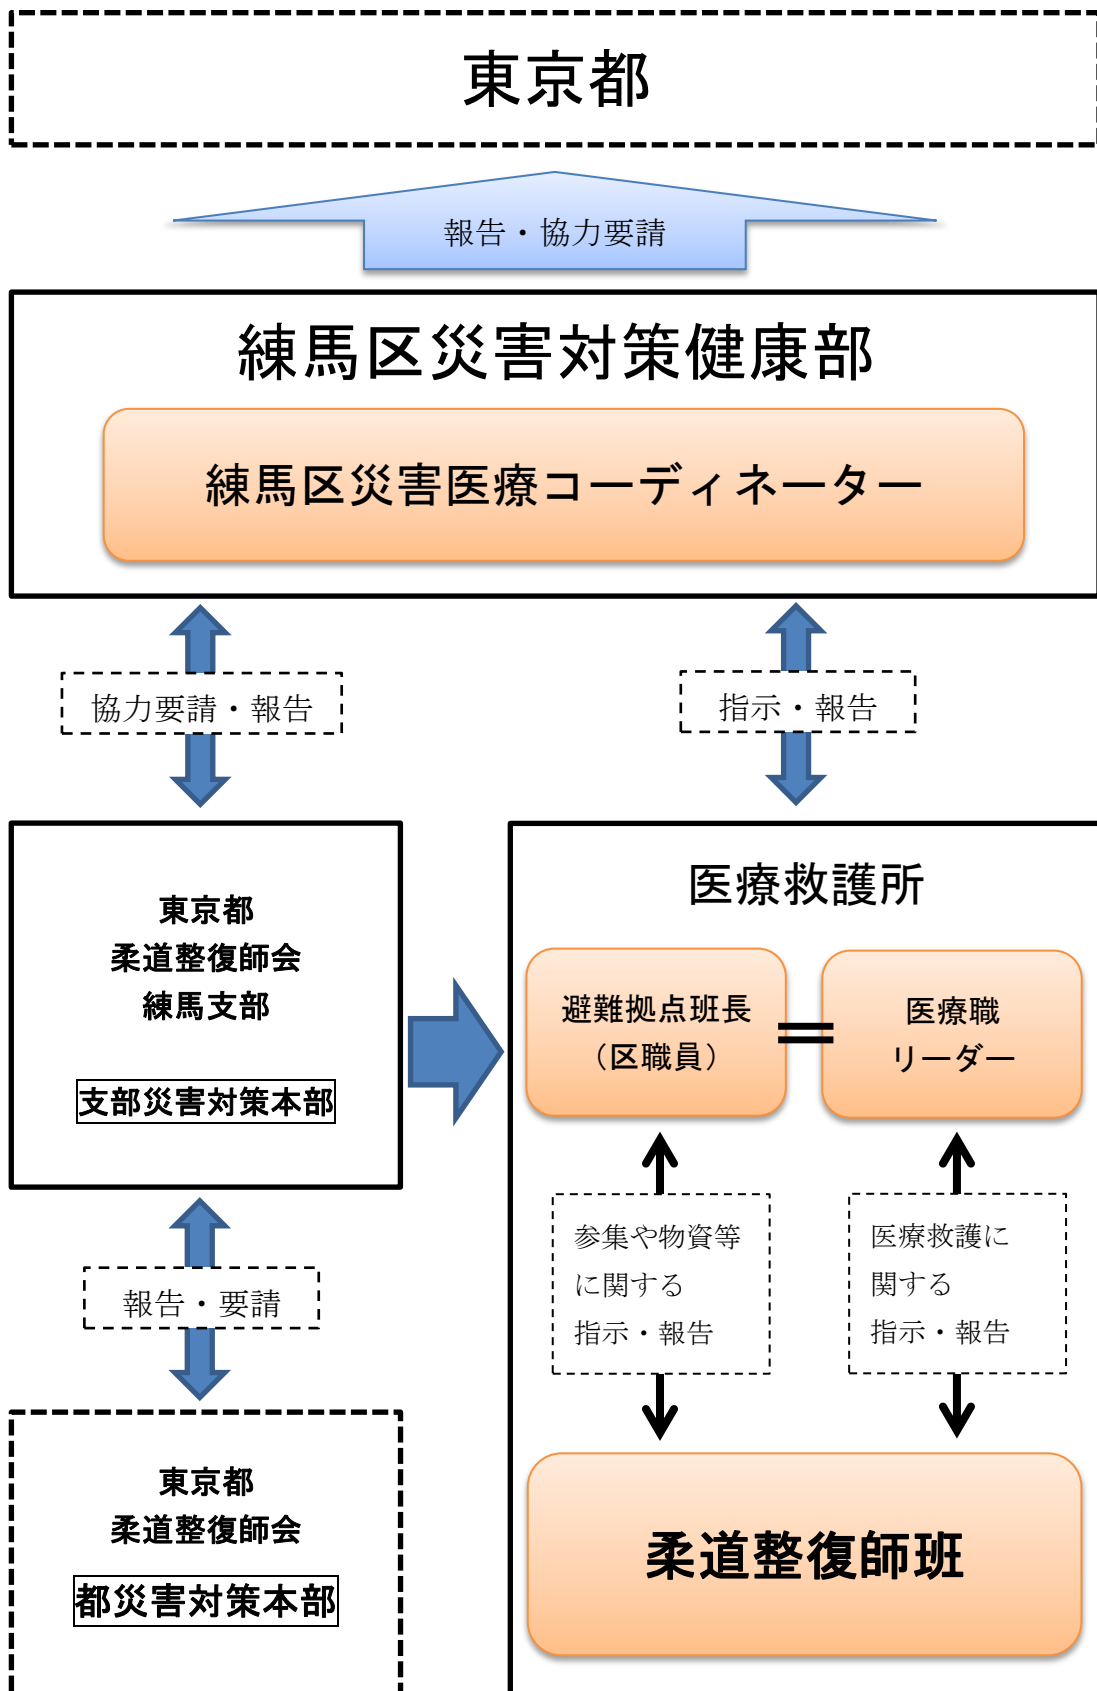 東京都
報告・協力要請
練馬区災害対策健康部
練馬区災害医療コーディネーター
協力要請・報告
指示・報告
東京都
柔道整復師会
練馬支部
支部災害対策本部
医療救護所
避難拠点班長
（区職員）
＝
医療職
リーダー
参集や物資等
に関する
指示・報告
医療救護に
関する
指示・報告
報告・要請
東京都
柔道整復師会
都災害対策本部
柔道整復師班